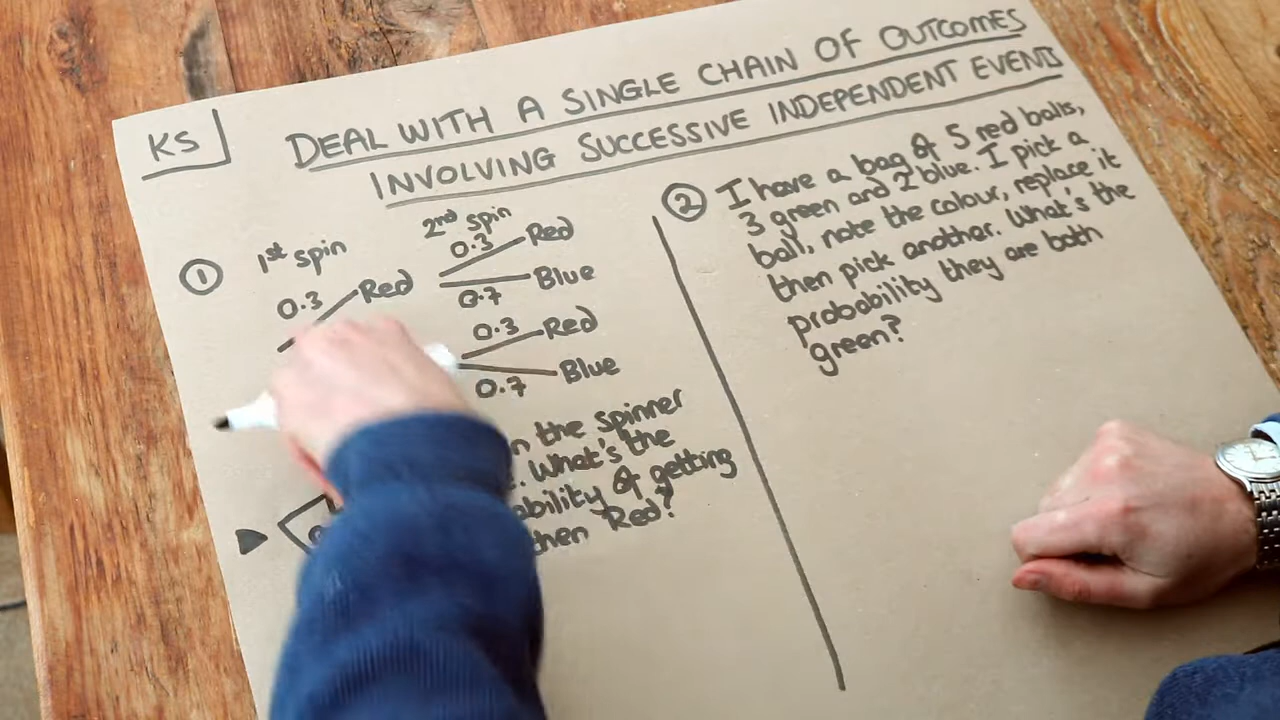 KS
DEAL WITH A SINGLE CHAIN OF OUTCOMES
INVOLVING SUCCESSIVE INDEPENDENT EVENTS
1
1st spin
2nd spin
0.3
Red
0.3
Red
0.7
Blue
0.3
Red
0.7
Blue
the spinner
What's the
of getting
then Red?
2
I have a bag of 5 red balls,
3 green and 2 blue. I pick a
ball, note the colour, replace it
then pick another. What's the
probability they are both
green?